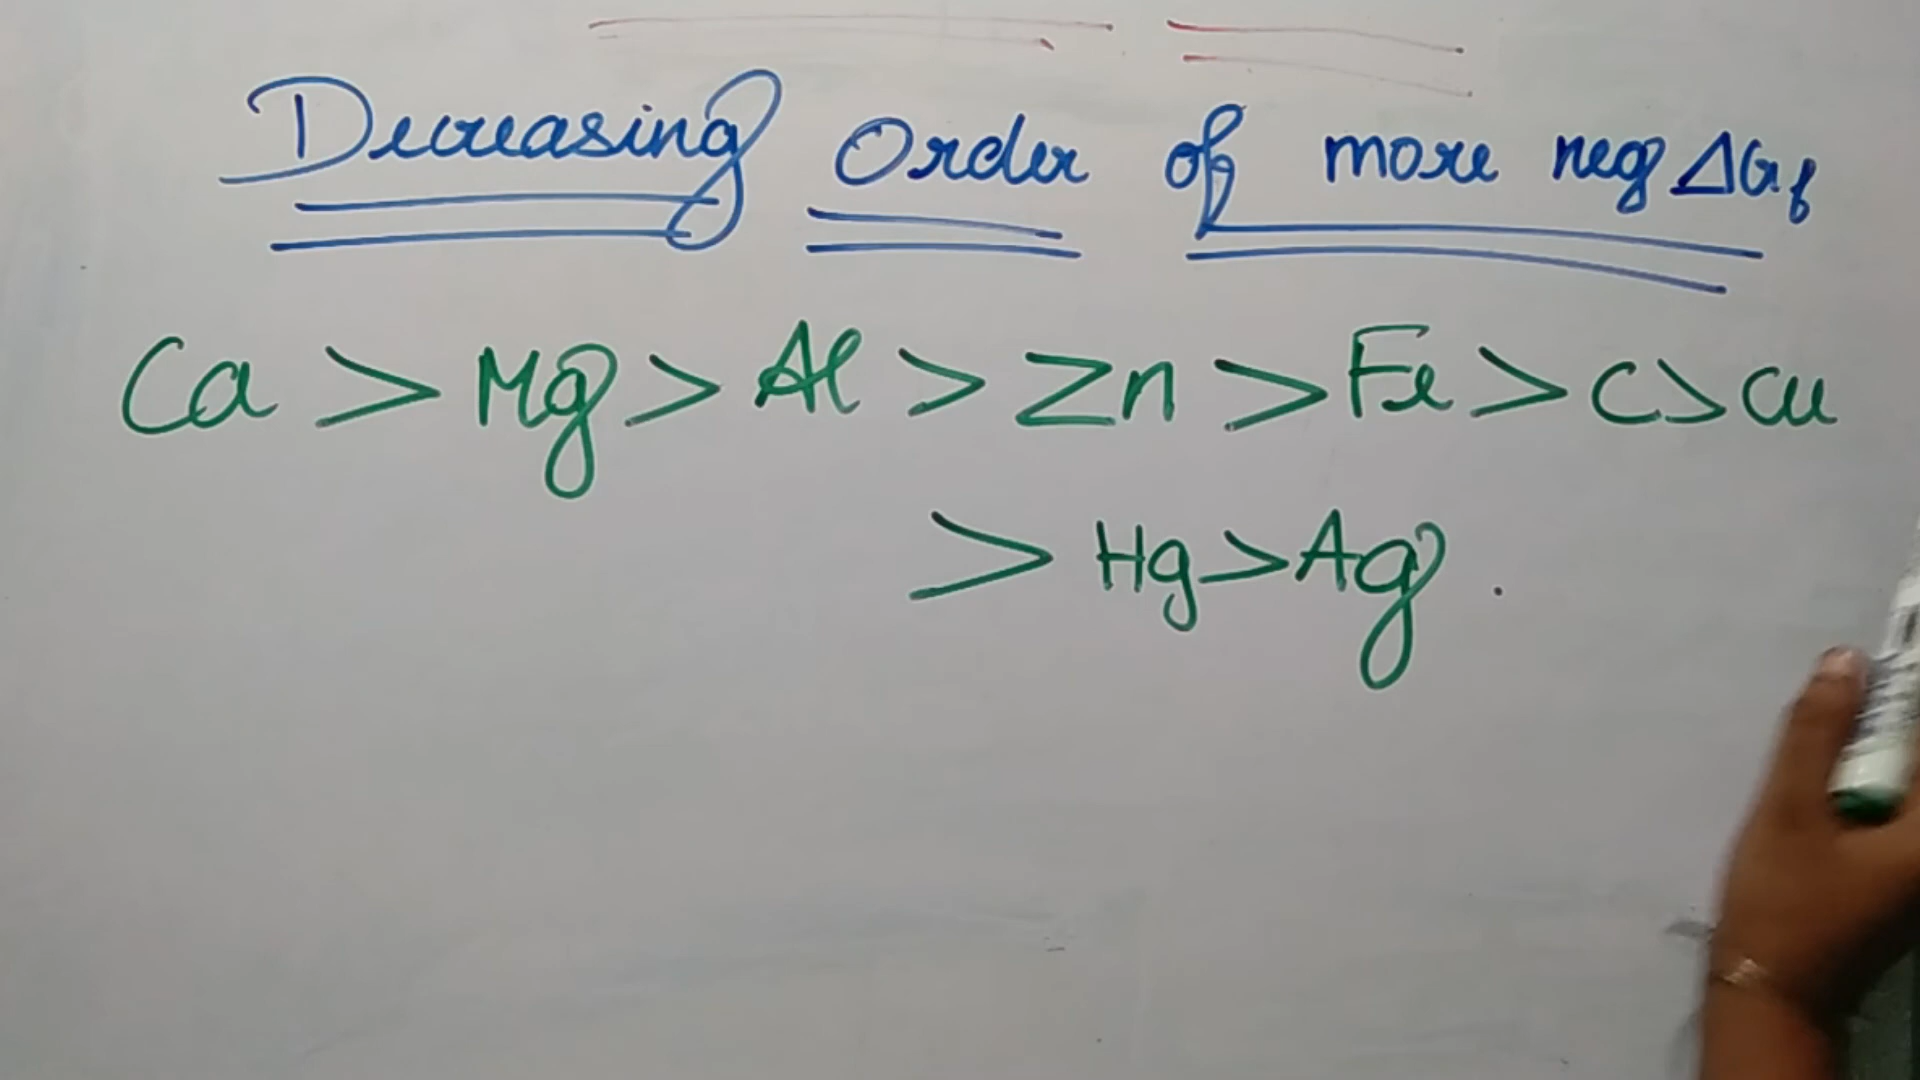 Decreasing Order of more neg ΔGf
Ca > Mg > Al > Zn > Fe > C > Cu
> Hg > Ag .